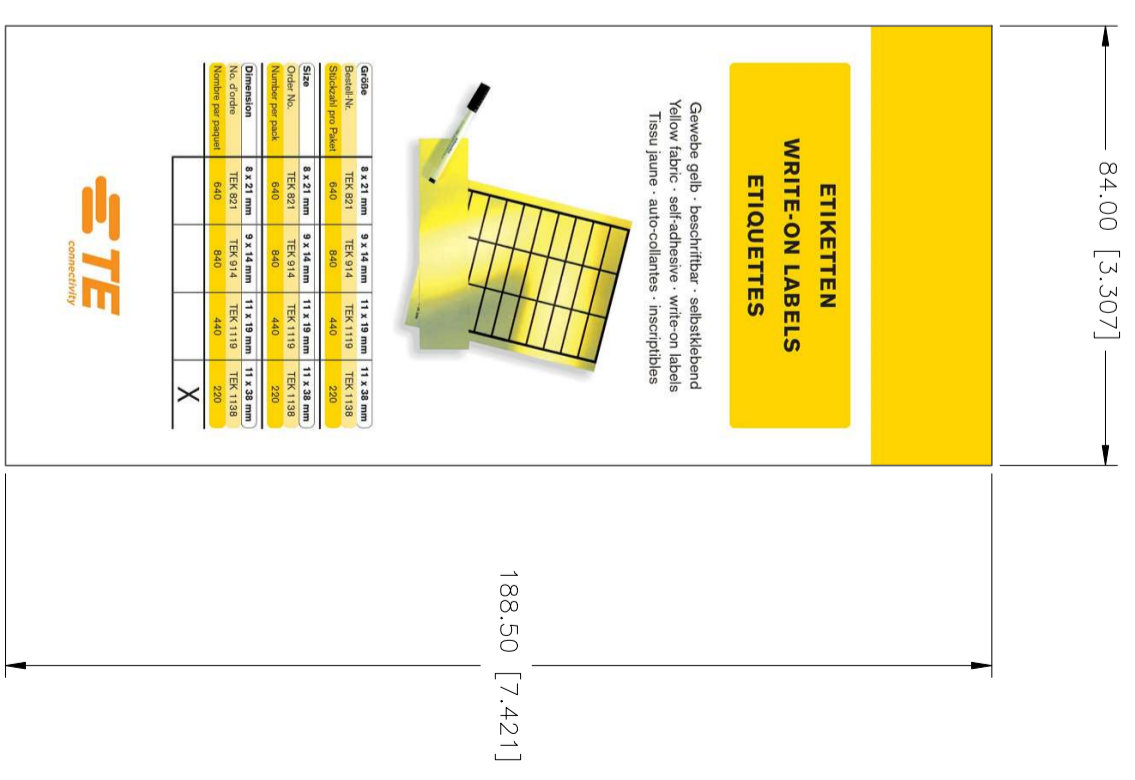 84.00 [3.307]
188.50 [7.421]
ETIKETTEN
WRITE-ON LABELS
ETIQUETTES
Gewebe gelb · beschriftbar · selbstklebend
Yellow fabric · self-adhesive · write-on labels
Tissu jaune · auto-collantes · inscriptibles
Größe 8 x 21 mm 9 x 14 mm 11 x 19 mm 11 x 38 mm
Bestell-Nr. TEK 821 TEK 914 TEK 1119 TEK 1138
Stückzahl pro Paket 640 840 440 220
Size 8 x 21 mm 9 x 14 mm 11 x 19 mm 11 x 38 mm
Order No. TEK 821 TEK 914 TEK 1119 TEK 1138
Number per pack 640 840 440 220
Dimension 8 x 21 mm 9 x 14 mm 11 x 19 mm 11 x 38 mm
No. d'ordre TEK 821 TEK 914 TEK 1119 TEK 1138
Nombre par paquet 640 840 440 220
X
TE
connectivity